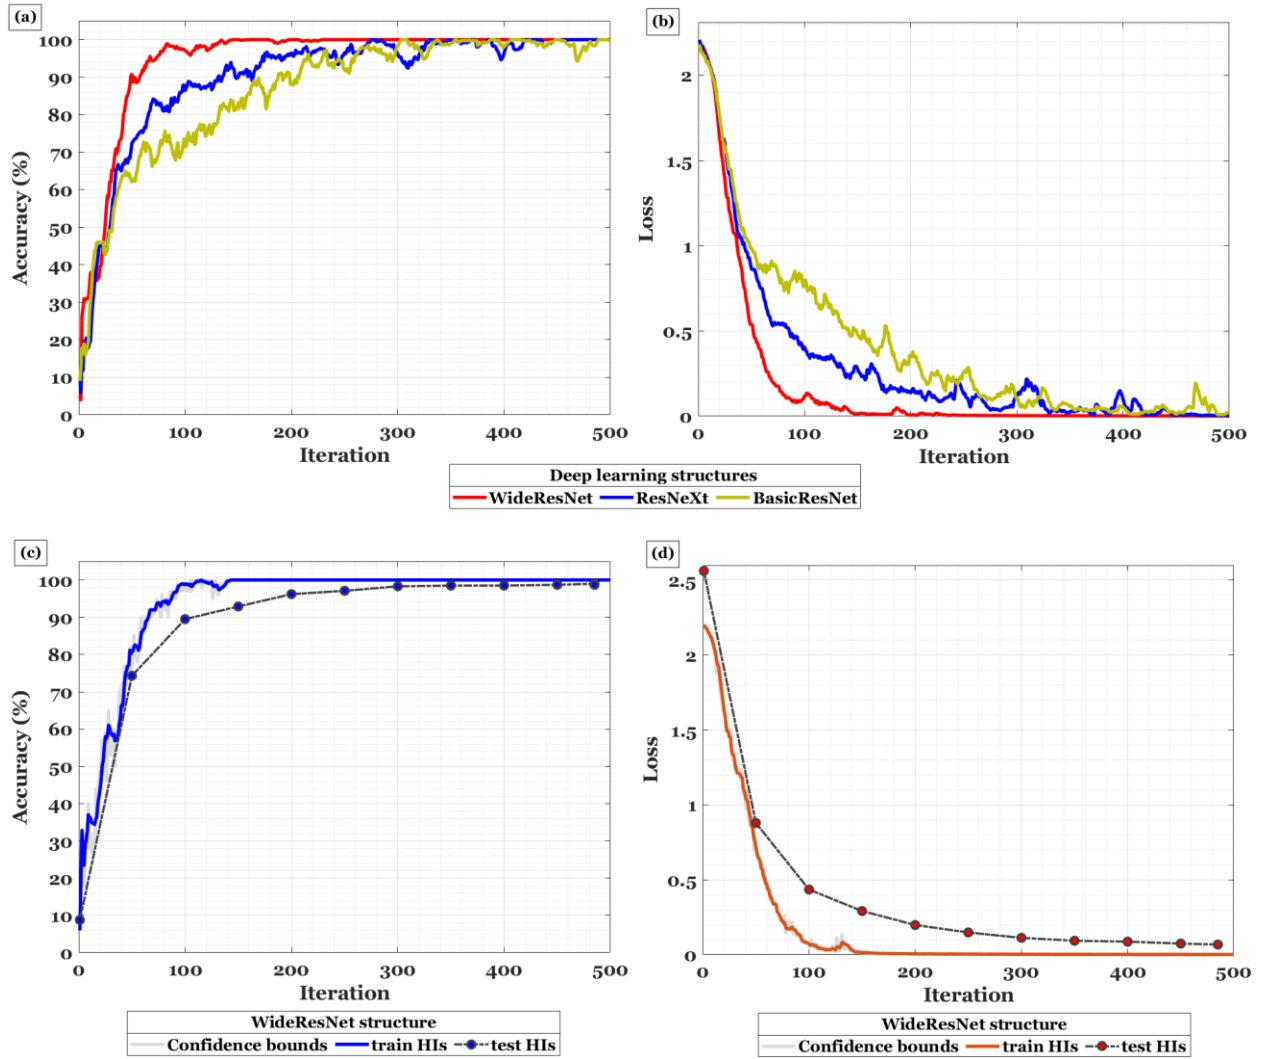 (a)
100
90
80
70
60
50
40
30
20
10
0
Accuracy (%)
0 100 200 300 400 500
Iteration
(b)
2
1.5
1
0.5
0
Loss
0 100 200 300 400 500
Iteration
Deep learning structures
WideResNet ResNeXt BasicResNet
(c)
100
90
80
70
60
50
40
30
20
10
0
Accuracy (%)
0 100 200 300 400 500
Iteration
WideResNet structure
Confidence bounds train HIs test HIs
(d)
2.5
2
1.5
1
0.5
0
Loss
0 100 200 300 400 500
Iteration
WideResNet structure
Confidence bounds train HIs test HIs